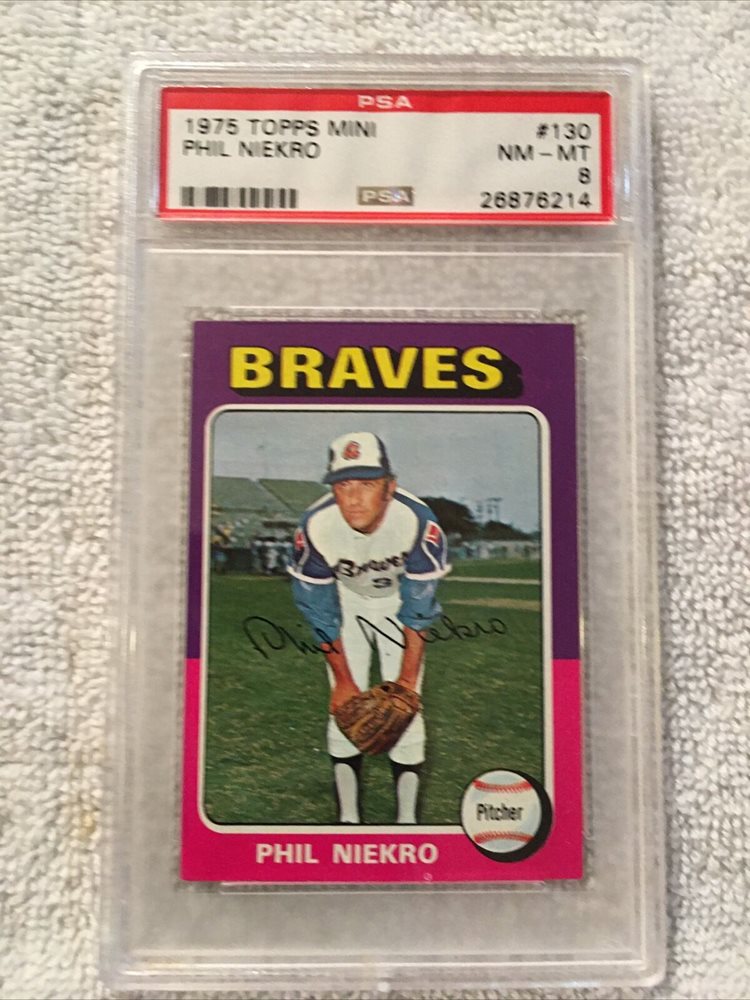 PSA
1975 TOPPS MINI #130
PHIL NIEKRO NM - MT
8
PSA 26876214
BRAVES
Braves
35
Phil Niekro
Pitcher
PHIL NIEKRO